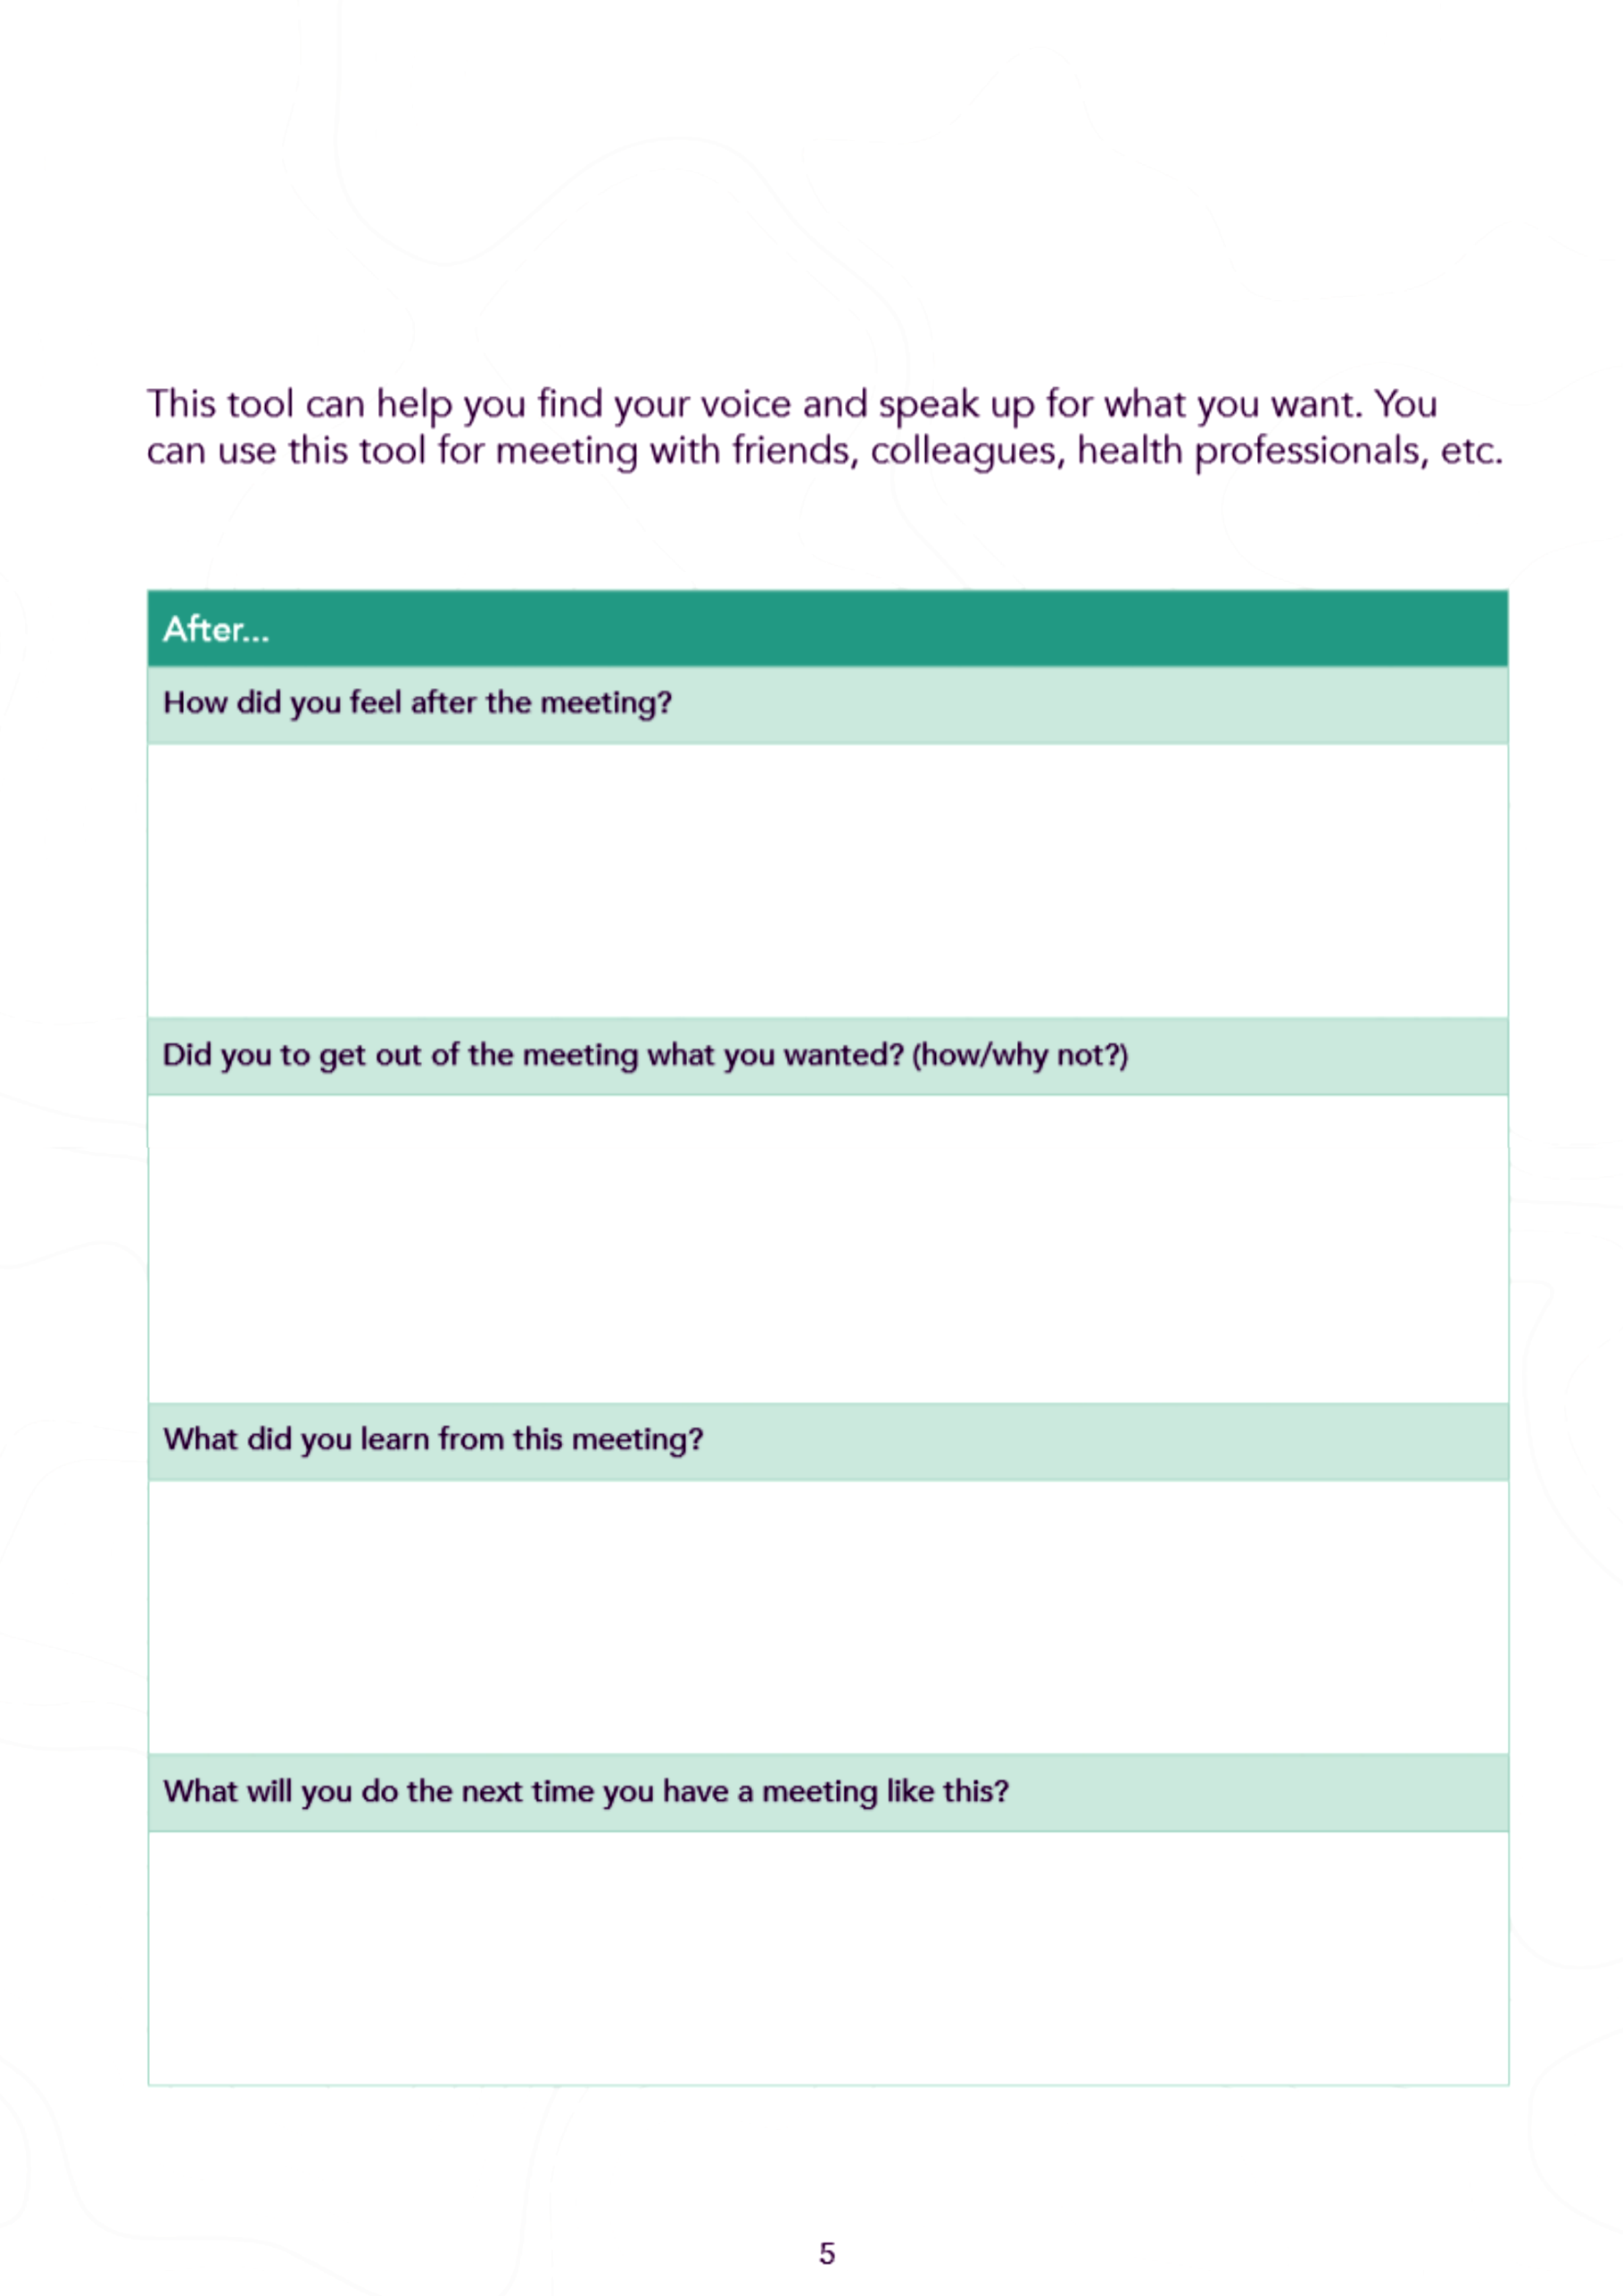 This tool can help you find your voice and speak up for what you want. You
can use this tool for meeting with friends, colleagues, health professionals, etc.
After...
How did you feel after the meeting?
Did you to get out of the meeting what you wanted? (how/why not?)
What did you learn from this meeting?
What will you do the next time you have a meeting like this?
5